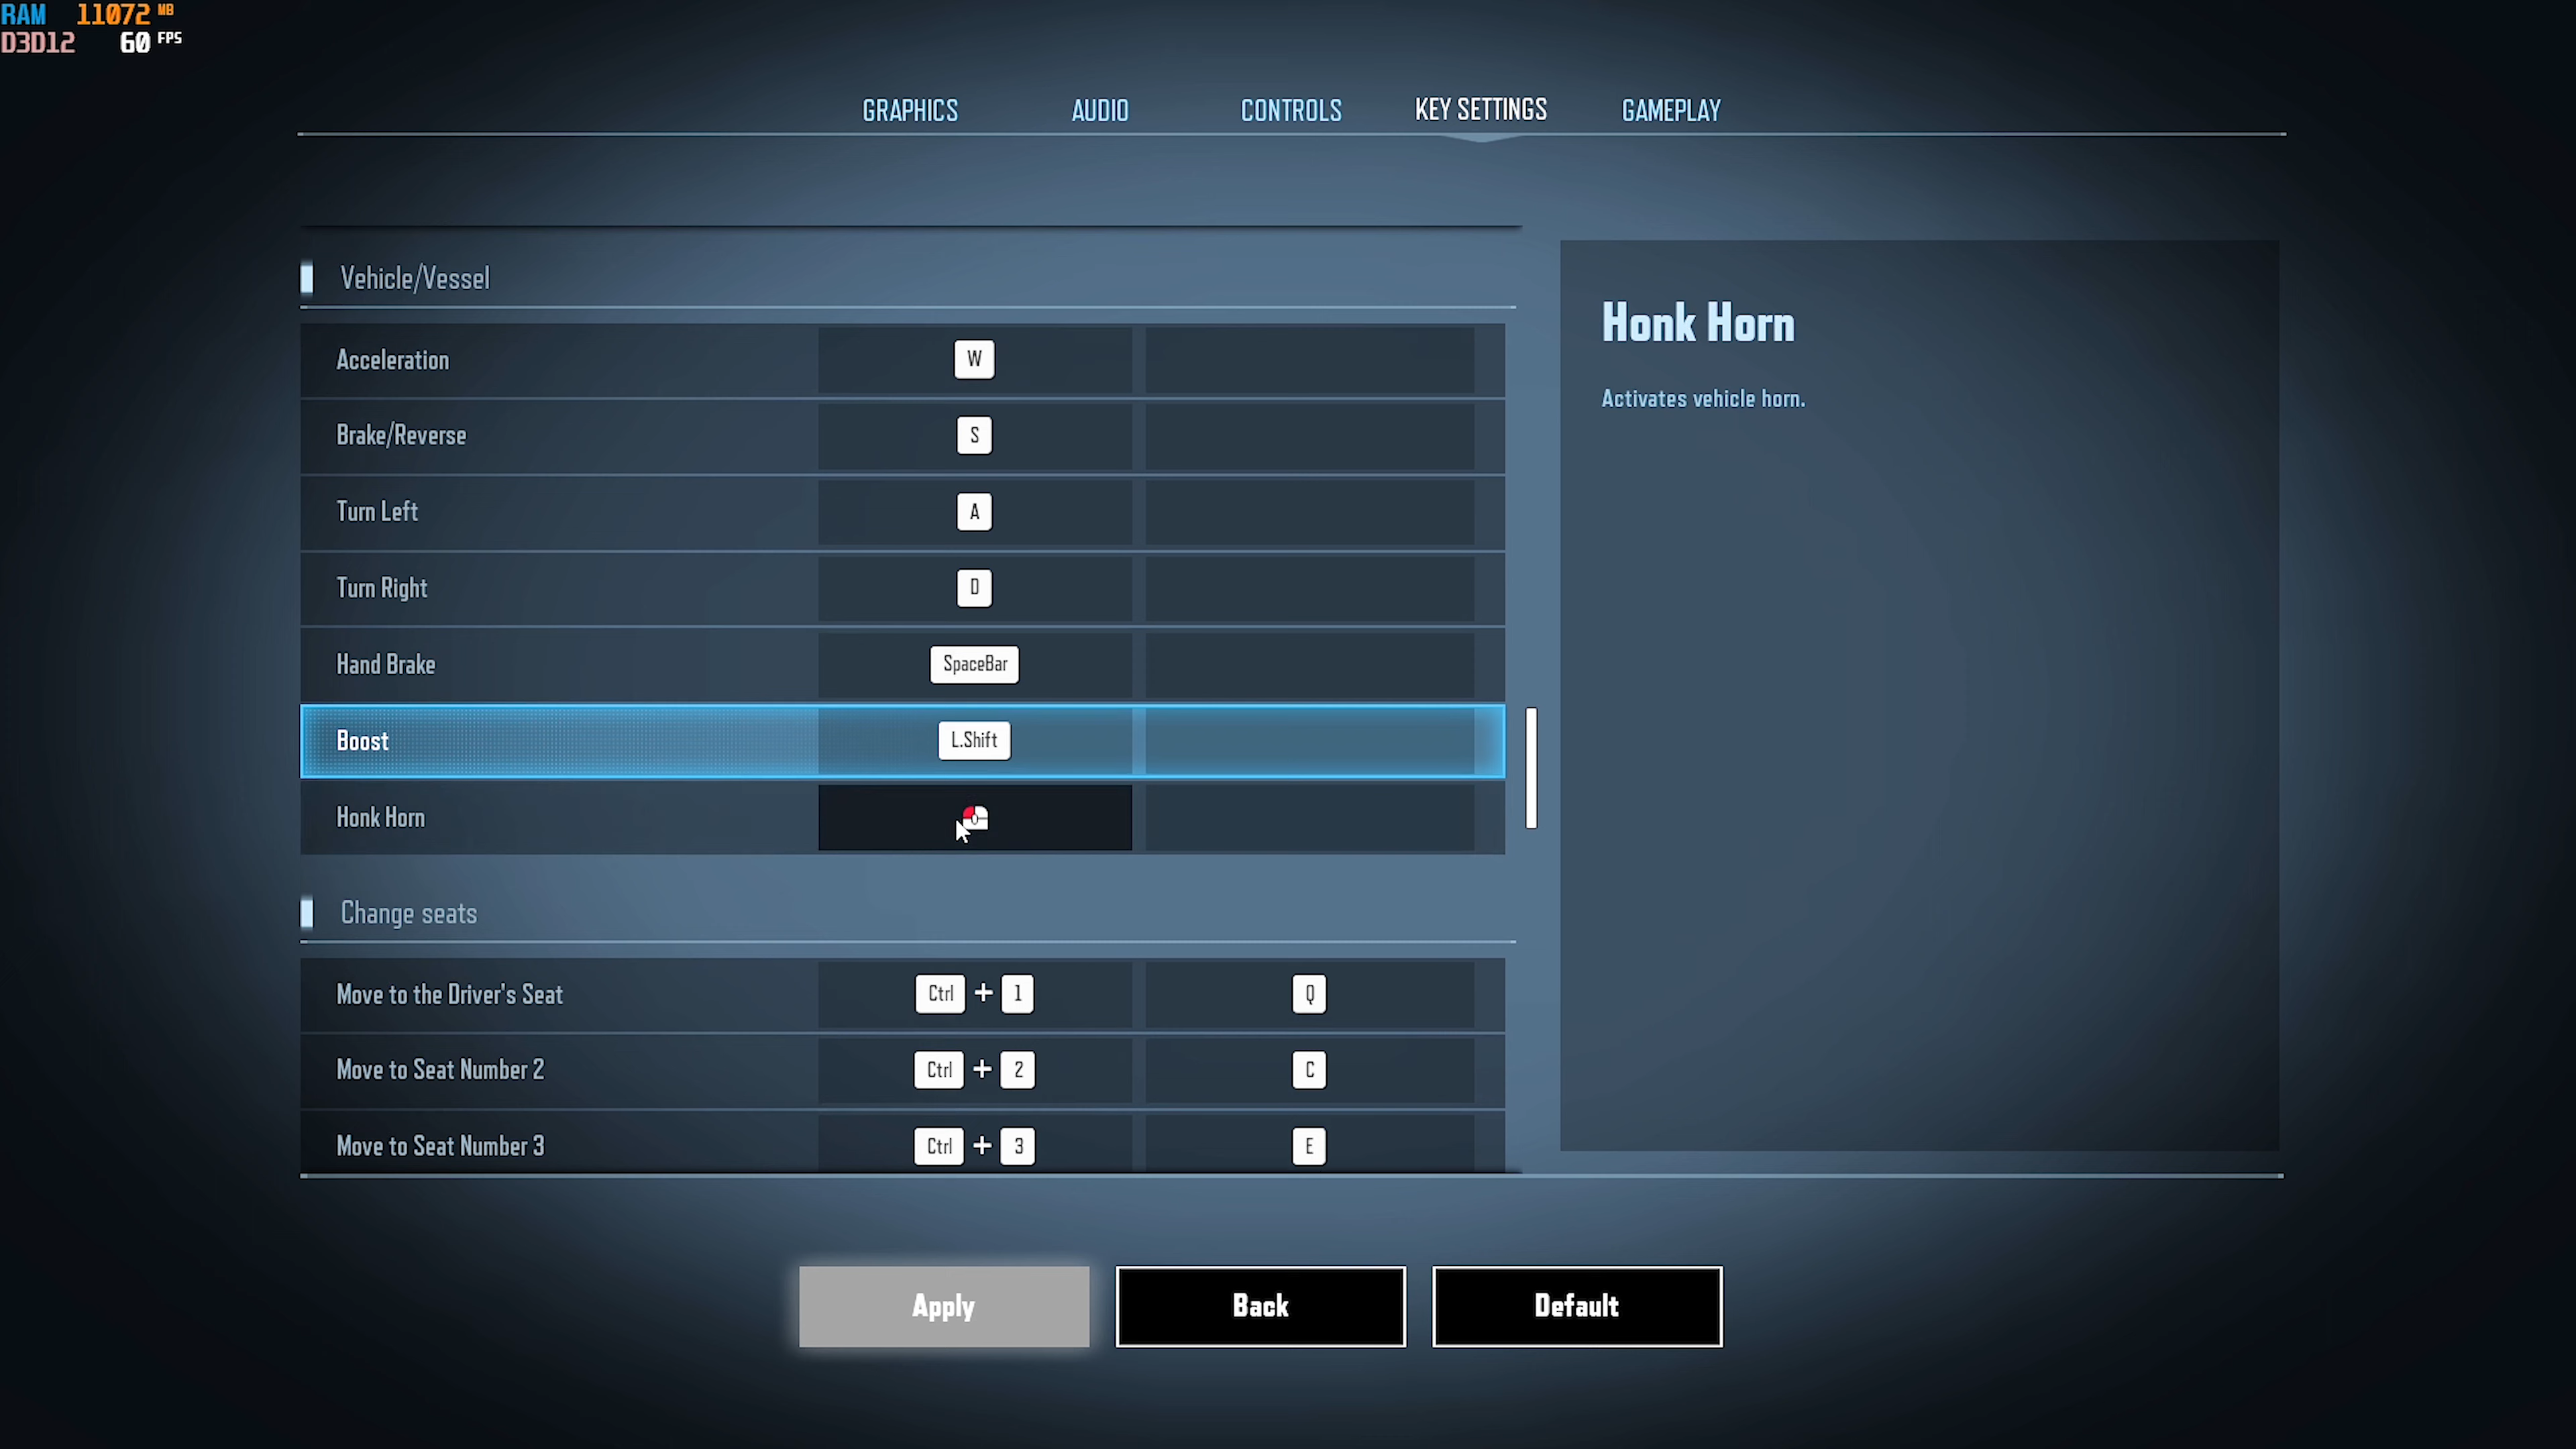 RAM 11072 MB
D3D12 60 FPS
GRAPHICS AUDIO CONTROLS KEY SETTINGS GAMEPLAY
Vehicle/Vessel
Acceleration W
Brake/Reverse S
Turn Left A
Turn Right D
Hand Brake SpaceBar
Boost L.Shift
Honk Horn
Change seats
Move to the Driver's Seat Ctrl + 1 Q
Move to Seat Number 2 Ctrl + 2 C
Move to Seat Number 3 Ctrl + 3 E
Honk Horn
Activates vehicle horn.
Apply Back Default